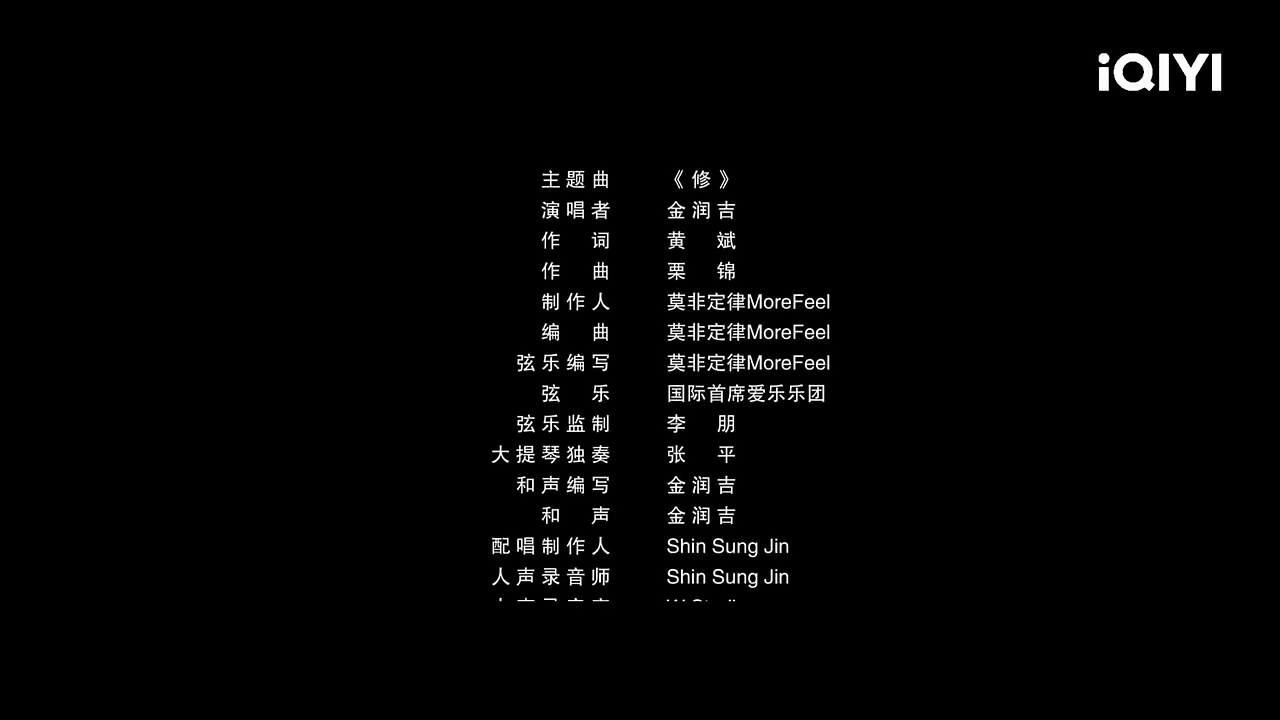 iQIYI
主题曲 《修》
演唱者 金润吉
作词 黄斌
作曲 栗锦
制作人 莫非定律MoreFeel
编曲 莫非定律MoreFeel
弦乐编写 莫非定律MoreFeel
弦乐 国际首席爱乐乐团
弦乐监制 李朋
大提琴独奏 张平
和声编写 金润吉
和声 金润吉
配唱制作人 Shin Sung Jin
人声录音师 Shin Sung Jin